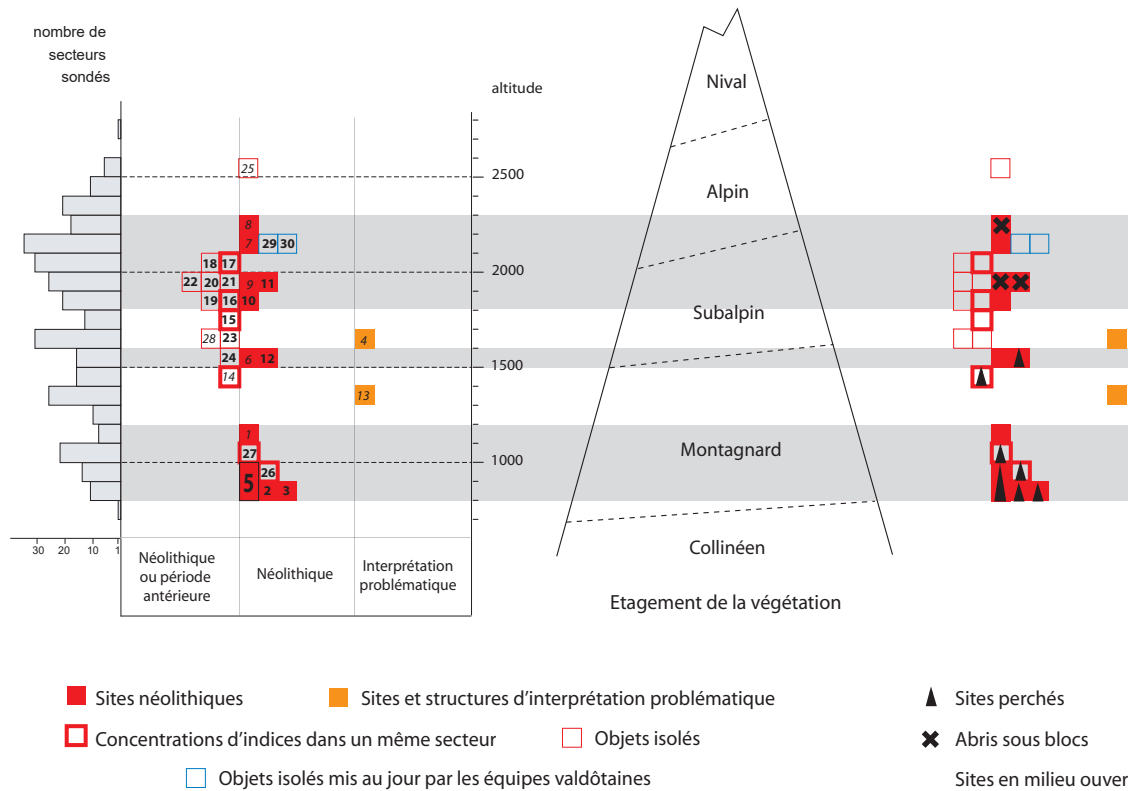 nombre de
secteurs
sondés
altitude
Nival
25
2500
Alpin
8
7 29 30
18 17
2000
22 20 21 9 11
19 16 10
15
Subalpin
28 23 4
24 6 12
1500
14
13
1
27
Montagnard
1000
26
5
2 3
30 20 10 1
Collinéen
Néolithique
ou période
antérieure
Néolithique
Interprétation
problématique
Etagement de la végétation
Sites néolithiques
Sites et structures d'interprétation problématique
Sites perchés
Concentrations d'indices dans un même secteur
Objets isolés
Abris sous blocs
Objets isolés mis au jour par les équipes valdôtaines
Sites en milieu ouver